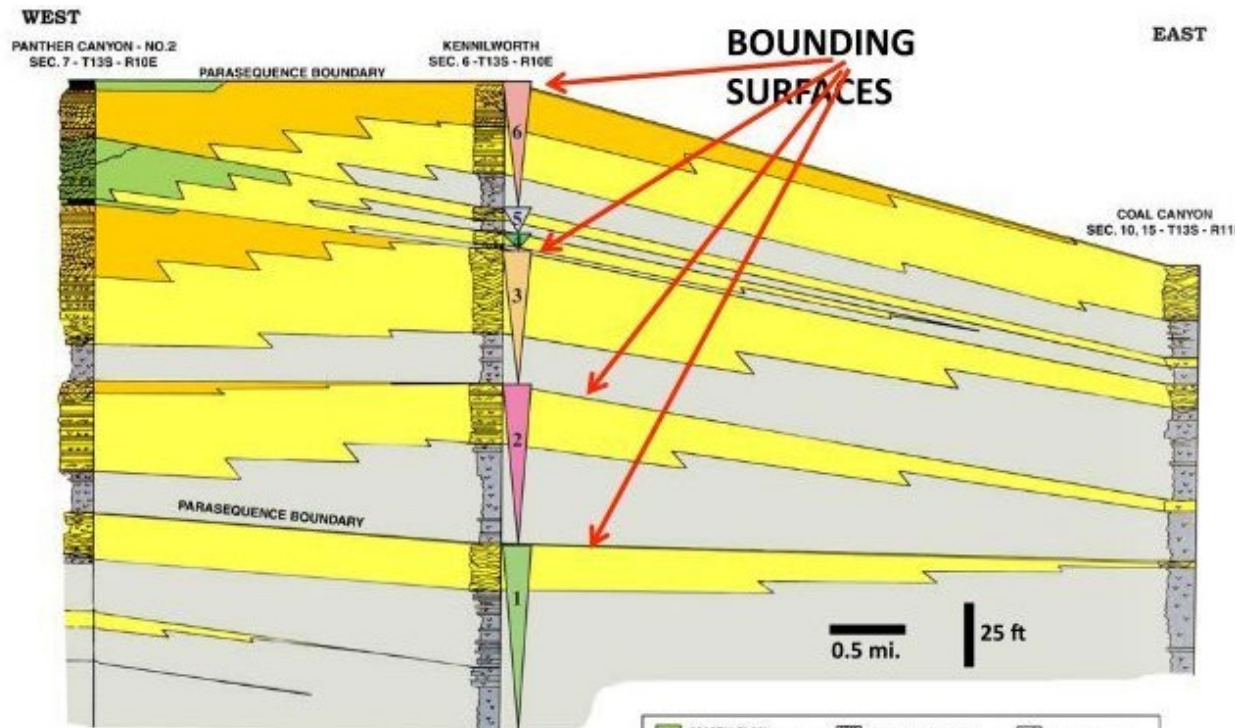 WEST
PANTHER CANYON - NO.2
SEC. 7 - T13S - R10E
PARASEQUENCE BOUNDARY
KENNILWORTH
SEC. 6 -T13S - R10E
BOUNDING
SURFACES
EAST
COAL CANYON
SEC. 10, 15 - T13S - R11
6
5
3
2
PARASEQUENCE BOUNDARY
1
0.5 mi.
25 ft